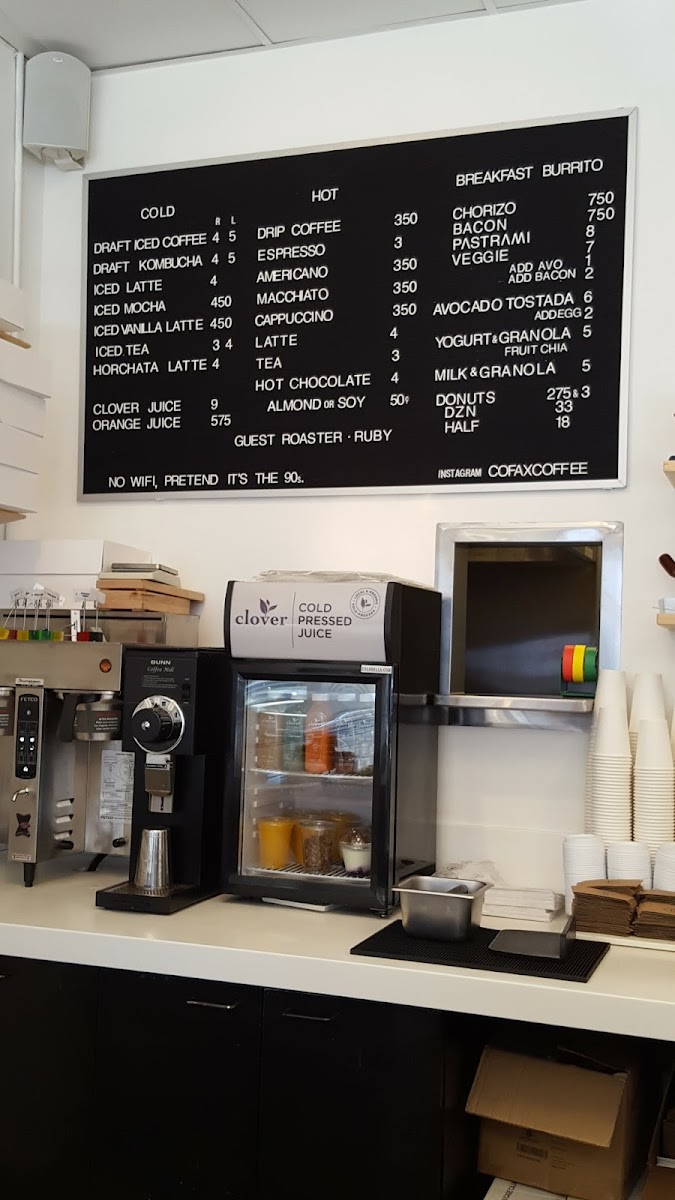 COLD
R L
DRAFT ICED COFFEE 4 5
DRAFT KOMBUCHA 4 5
ICED LATTE 4
ICED MOCHA 450
ICED VANILLA LATTE 450
ICED TEA 3 4
HORCHATA LATTE 4
CLOVER JUICE 9
ORANGE JUICE 575
HOT
DRIP COFFEE 350
ESPRESSO 3
AMERICANO 350
MACCHIATO 350
CAPPUCCINO 350
LATTE 4
TEA 3
HOT CHOCOLATE 4
ALMOND OR SOY 50¢
GUEST ROASTER · RUBY
BREAKFAST BURRITO
CHORIZO 750
BACON 750
PASTRAMI 8
VEGGIE 7
ADD AVO 1
ADD BACON 2
AVOCADO TOSTADA 6
ADD EGG 2
YOGURT & GRANOLA 5
FRUIT CHIA
MILK & GRANOLA 5
DONUTS 275 & 3
DZN 33
HALF 18
NO WIFI, PRETEND IT'S THE 90s.
INSTAGRAM COFAXCOFFEE
clover
COLD
PRESSED
JUICE
BUNN
Coffee Mill
FETCO
clover